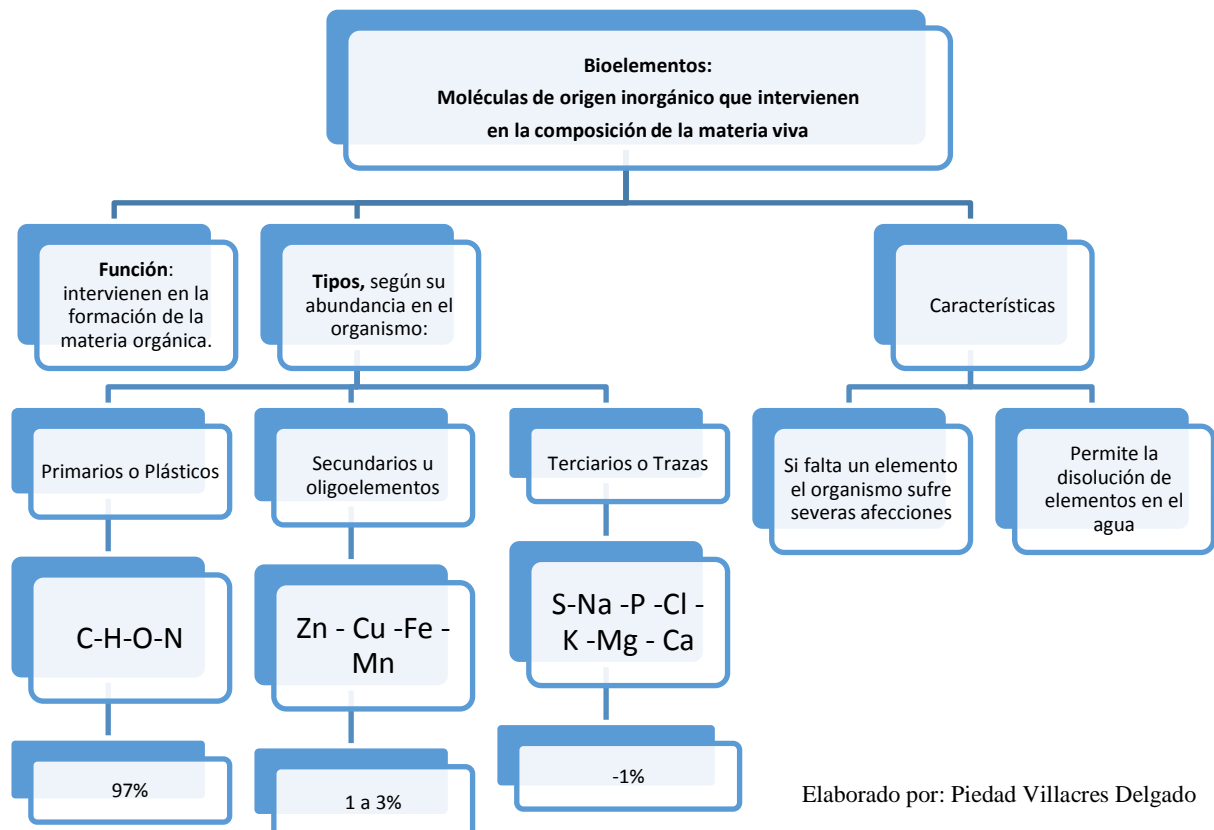 Bioelementos:
Moléculas de origen inorgánico que intervienen
en la composición de la materia viva
Función:
intervienen en la
formación de la
materia orgánica.
Tipos, según su
abundancia en el
organismo:
Característícas
Primarios o Plásticos
Secundarios u
oligoelementos
Terciarios o Trazas
Si falta un elemento
el organismo sufre
severas afecciones
Permite la
disolución de
elementos en el
agua
C-H-O-N
Zn - Cu -Fe -
Mn
S-Na -P -Cl -
K -Mg - Ca
97%
1 a 3%
-1%
Elaborado por: Piedad Villacres Delgado